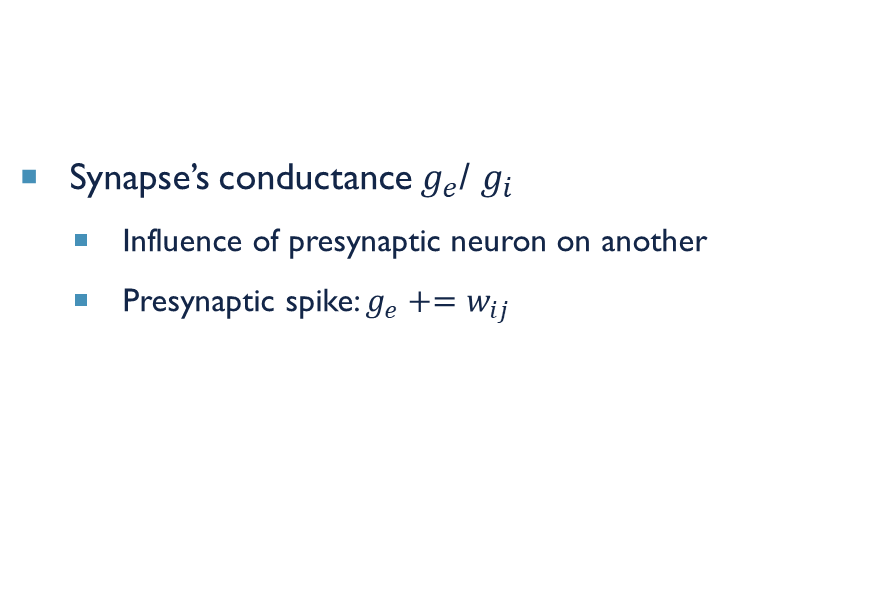 Synapse’s conductance gₑ/ gᵢ
Influence of presynaptic neuron on another
Presynaptic spike: gₑ += wᵢⱼ